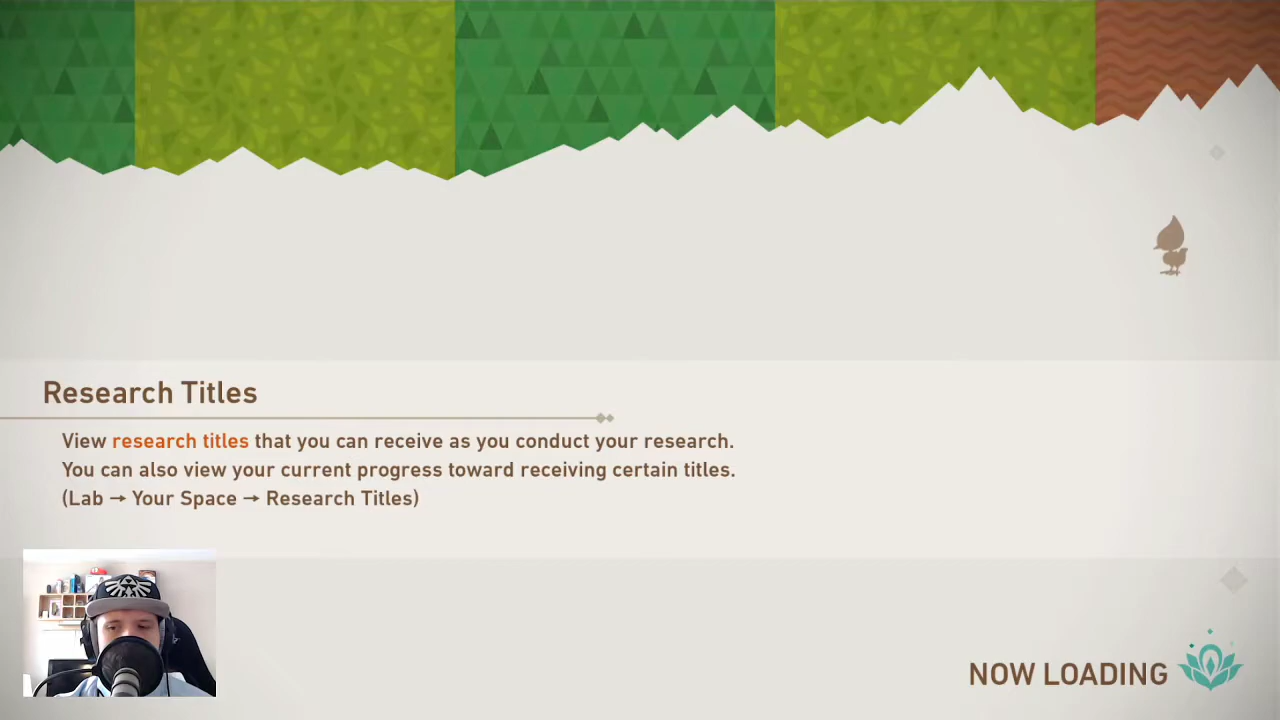 Research Titles
View research titles that you can receive as you conduct your research.
You can also view your current progress toward receiving certain titles.
(Lab → Your Space → Research Titles)
NOW LOADING